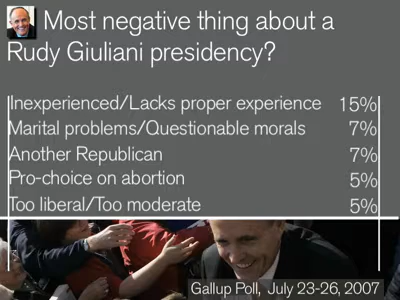 Most negative thing about a
Rudy Giuliani presidency?
Inexperienced/Lacks proper experience 15%
Marital problems/Questionable morals 7%
Another Republican 7%
Pro-choice on abortion 5%
Too liberal/Too moderate 5%
Gallup Poll, July 23-26, 2007